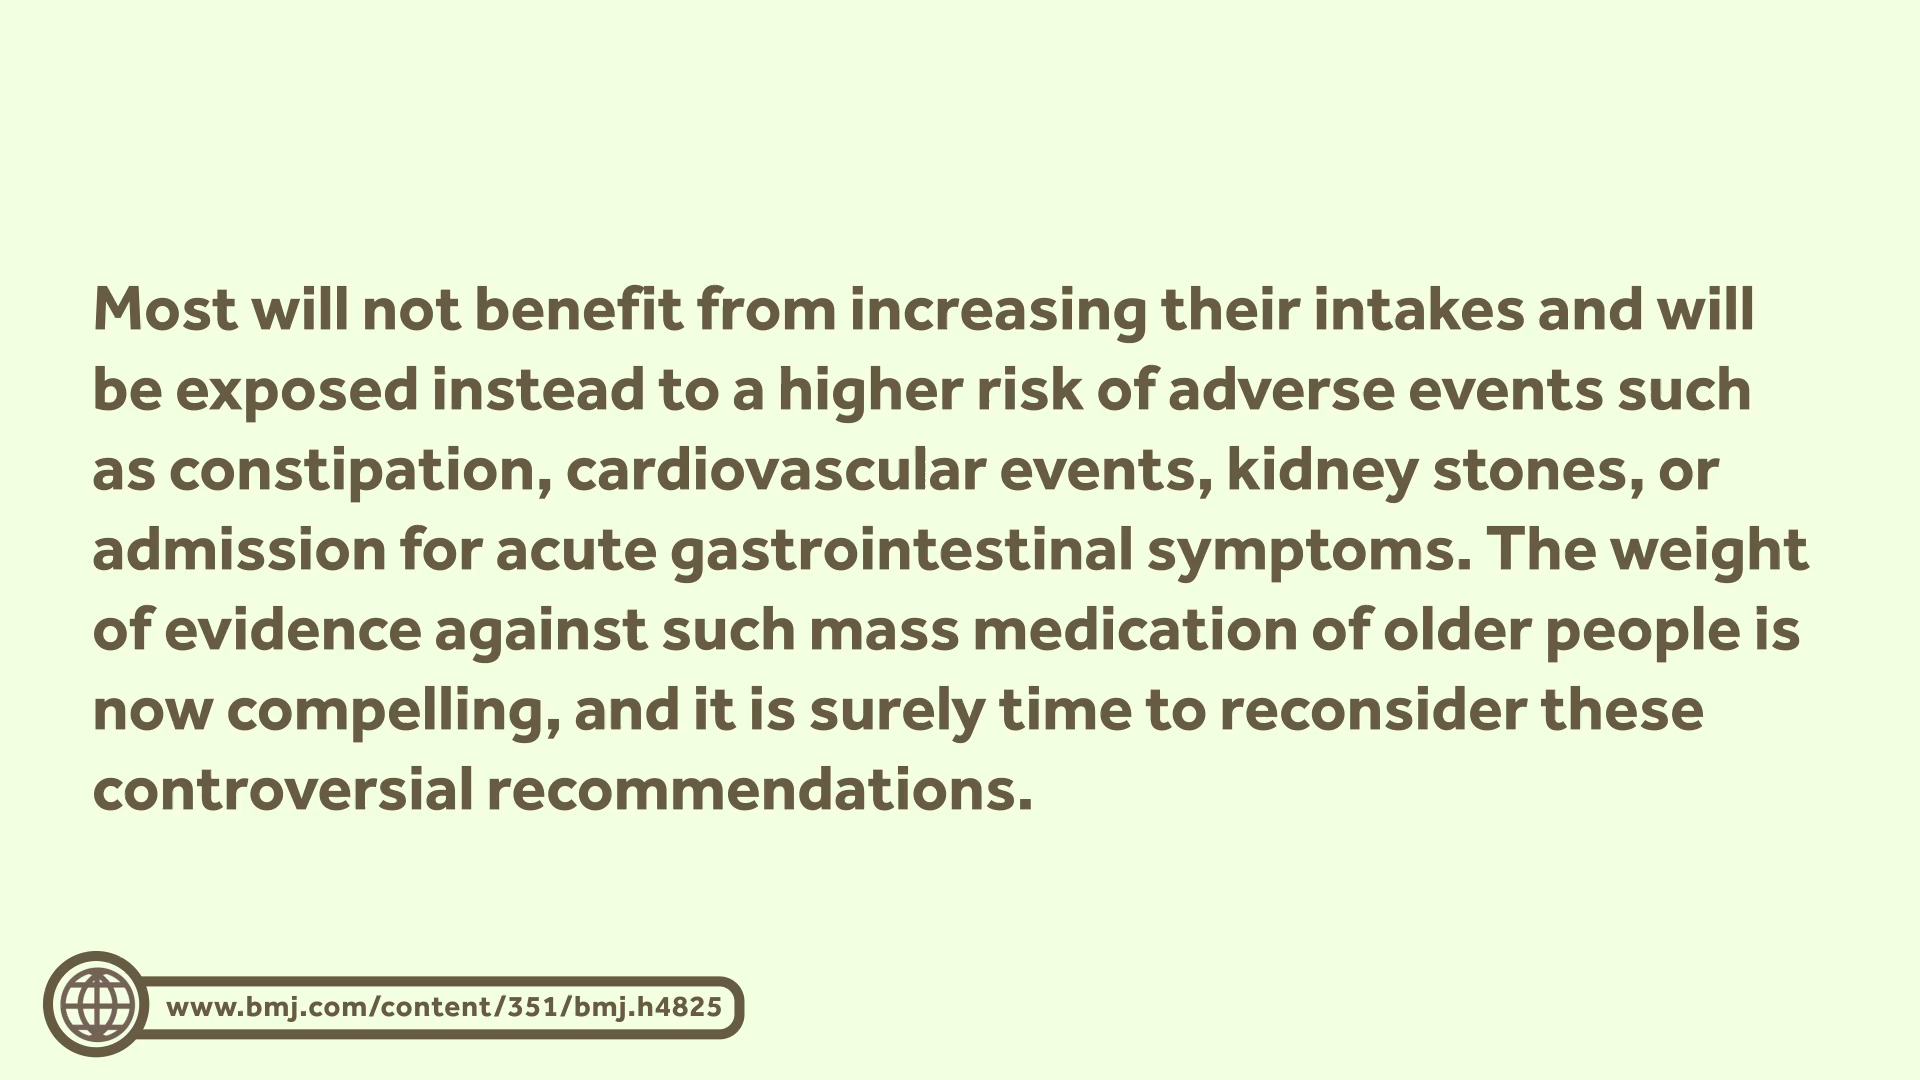 Most will not benefit from increasing their intakes and will
be exposed instead to a higher risk of adverse events such
as constipation, cardiovascular events, kidney stones, or
admission for acute gastrointestinal symptoms. The weight
of evidence against such mass medication of older people is
now compelling, and it is surely time to reconsider these
controversial recommendations.
www.bmj.com/content/351/bmj.h4825